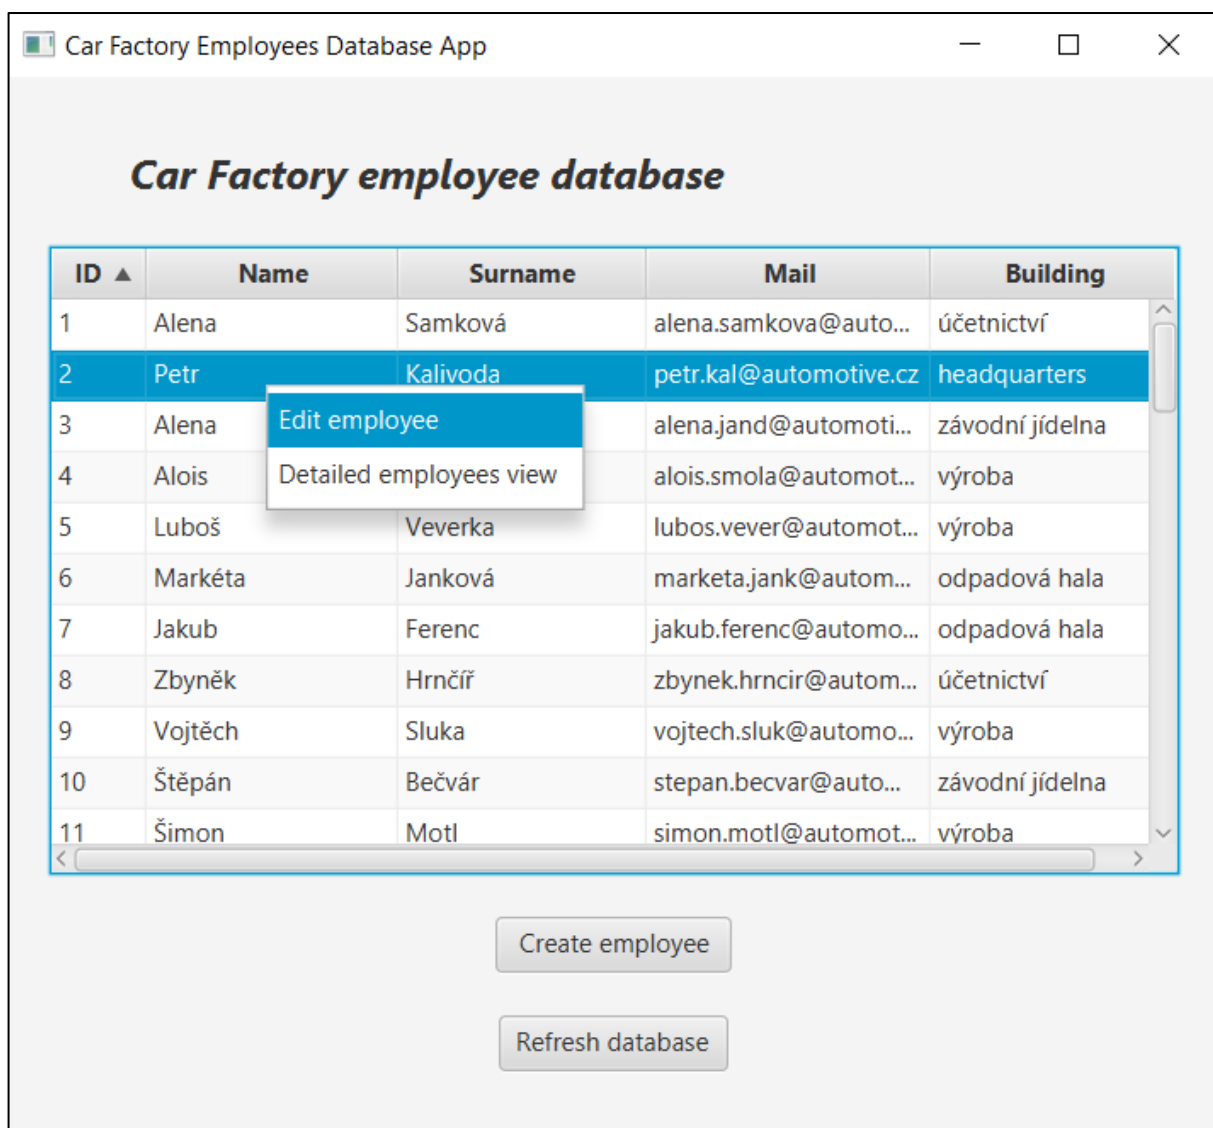 Car Factory Employees Database App
Car Factory employee database
ID Name Surname Mail Building
1 Alena Samková alena.samkova@auto... účetnictví
2 Petr Kalivoda petr.kal@automotive.cz headquarters
Edit employee
3 Alena alena.jand@automoti... závodní jídelna
Detailed employees view
4 Alois alois.smola@automot... výroba
5 Luboš Veverka lubos.vever@automot... výroba
6 Markéta Janková marketa.jank@autom... odpadová hala
7 Jakub Ferenc jakub.ferenc@automo... odpadová hala
8 Zbyněk Hrnčíř zbynek.hrncir@autom... účetnictví
9 Vojtěch Sluka vojtech.sluk@automo... výroba
10 Štěpán Bečvár stepan.becvar@auto... závodní jídelna
11 Šimon Motl simon.motl@automot... výroba
Create employee
Refresh database